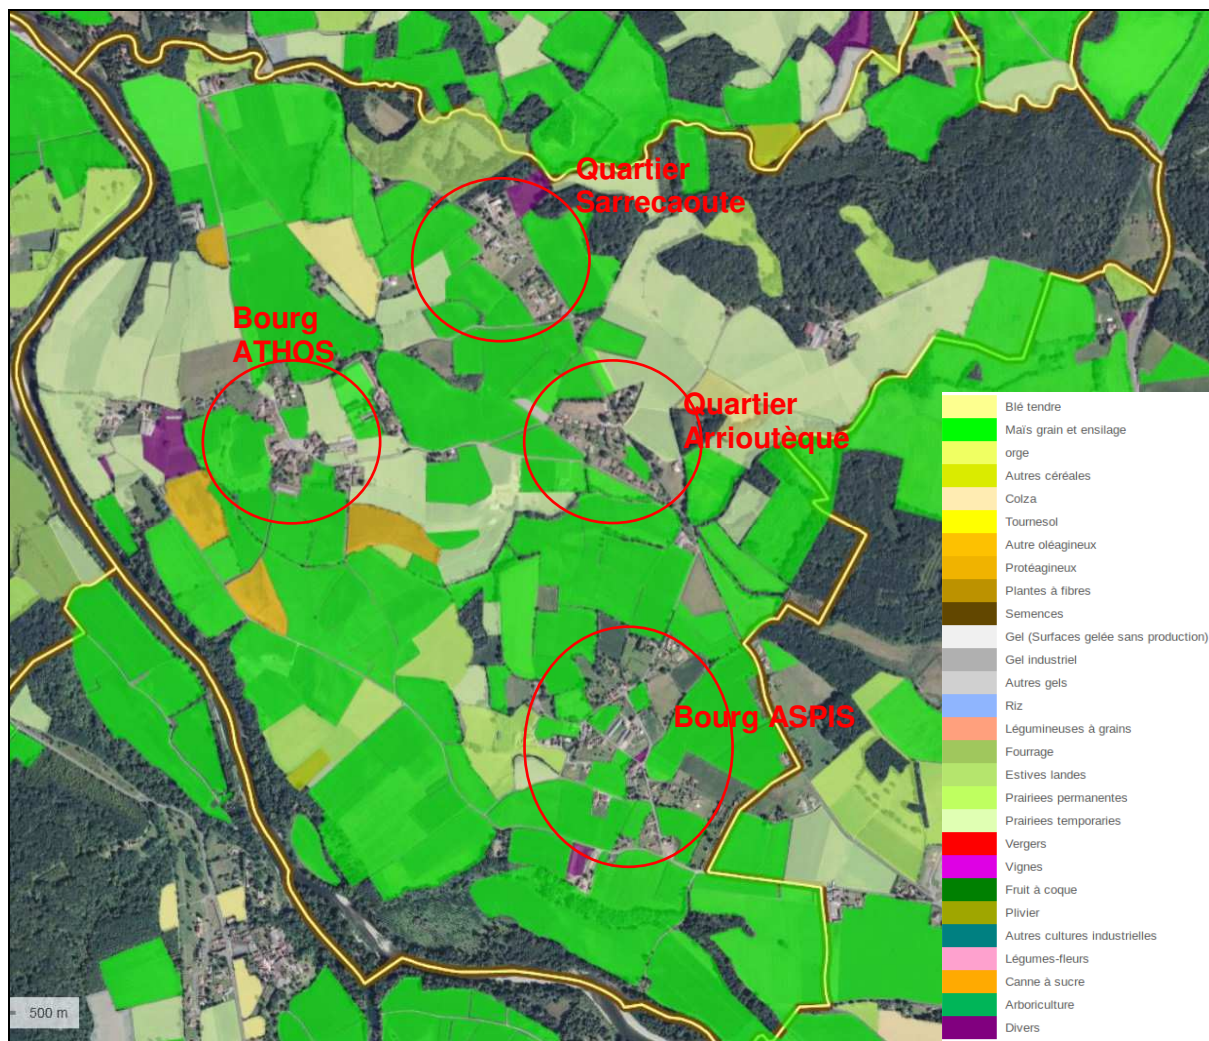 Quartier
Sarrecaoute
Bourg
ATHOS
Quartier
Arrioutèque
Bourg ASPIS
Blé tendre
Maïs grain et ensilage
orge
Autres céréales
Colza
Tournesol
Autre oléagineux
Protéagineux
Plantes à fibres
Semences
Gel (Surfaces gelée sans production)
Gel industriel
Autres gels
Riz
Légumineuses à grains
Fourrage
Estives landes
Prairiees permanentes
Prairiees temporaries
Vergers
Vignes
Fruit à coque
Plivier
Autres cultures industrielles
Légumes-fleurs
Canne à sucre
Arboriculture
Divers
500 m